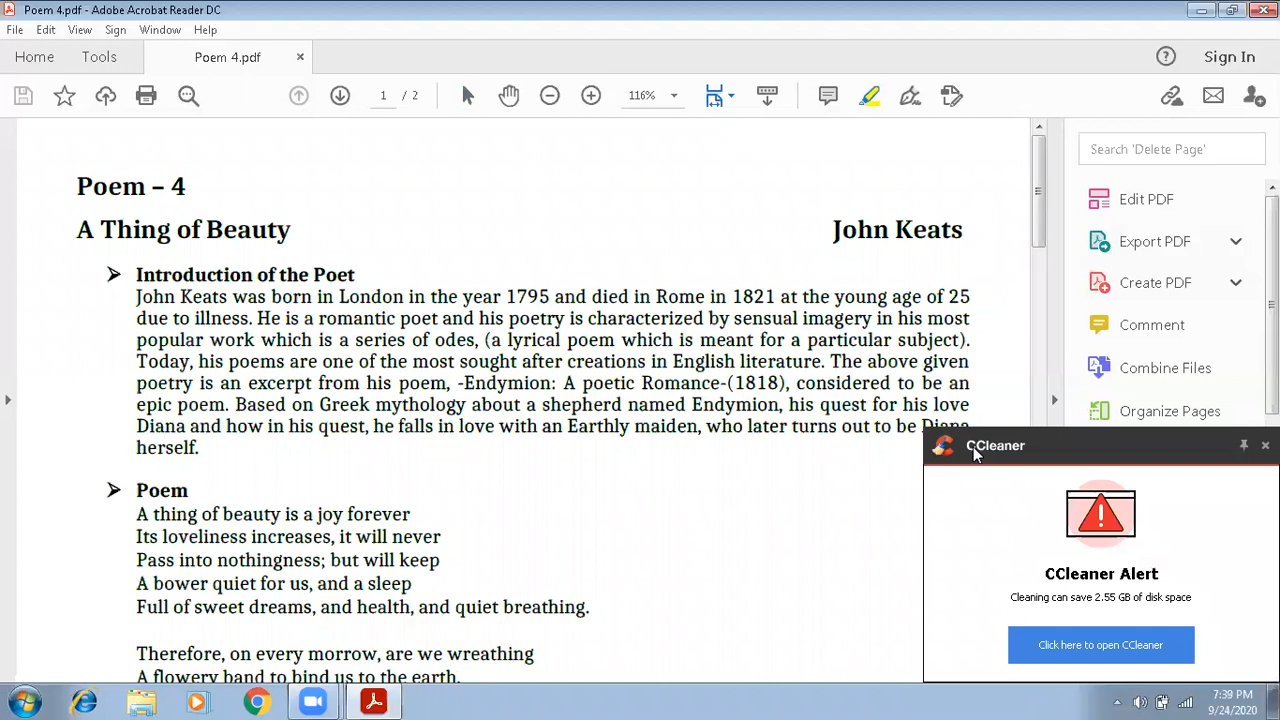 Poem 4.pdf - Adobe Acrobat Reader DC
File Edit View Sign Window Help
Home Tools Poem 4.pdf × Sign In
1 / 2 116%
Poem – 4
A Thing of Beauty John Keats
Introduction of the Poet
John Keats was born in London in the year 1795 and died in Rome in 1821 at the young age of 25
due to illness. He is a romantic poet and his poetry is characterized by sensual imagery in his most
popular work which is a series of odes, (a lyrical poem which is meant for a particular subject).
Today, his poems are one of the most sought after creations in English literature. The above given
poetry is an excerpt from his poem, -Endymion: A poetic Romance-(1818), considered to be an
epic poem. Based on Greek mythology about a shepherd named Endymion, his quest for his love
Diana and how in his quest, he falls in love with an Earthly maiden, who later turns out to be Diana
herself.
Poem
A thing of beauty is a joy forever
Its loveliness increases, it will never
Pass into nothingness; but will keep
A bower quiet for us, and a sleep
Full of sweet dreams, and health, and quiet breathing.
Therefore, on every morrow, are we wreathing
A flowery band to bind us to the earth.
Search 'Delete Page'
Edit PDF
Export PDF
Create PDF
Comment
Combine Files
Organize Pages
CCleaner
CCleaner Alert
Cleaning can save 2.55 GB of disk space
Click here to open CCleaner
7:39 PM
9/24/2020